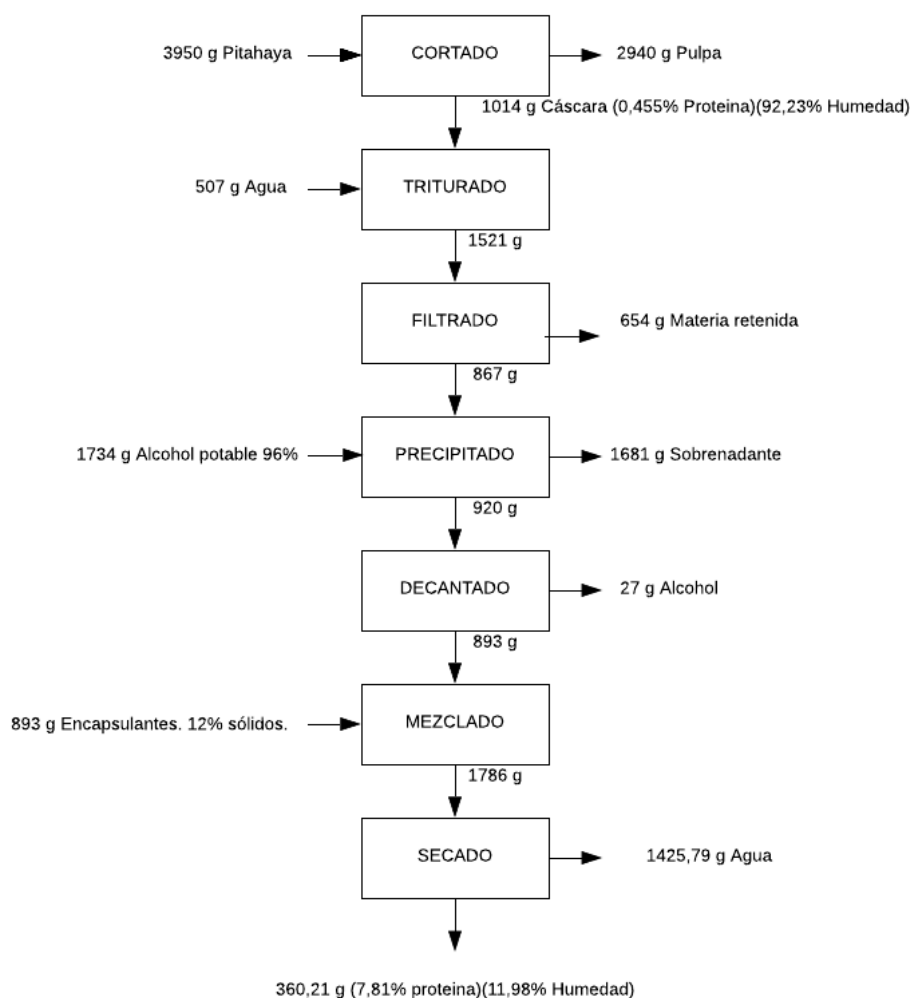 3950 g Pitahaya
CORTADO
2940 g Pulpa
1014 g Cáscara (0,455% Proteina)(92,23% Humedad)
507 g Agua
TRITURADO
1521 g
FILTRADO
654 g Materia retenida
867 g
1734 g Alcohol potable 96%
PRECIPITADO
1681 g Sobrenadante
920 g
DECANTADO
27 g Alcohol
893 g
893 g Encapsulantes. 12% sólidos.
MEZCLADO
1786 g
SECADO
1425,79 g Agua
360,21 g (7,81% proteina)(11,98% Humedad)